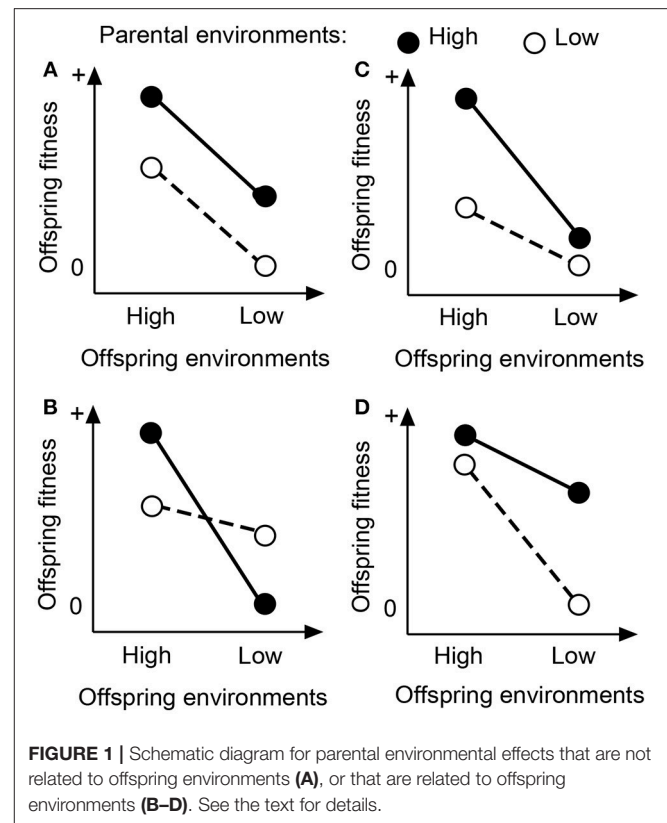 Parental environments: High Low
A
+
Offspring fitness
0
High Low
Offspring environments
C
+
Offspring fitness
0
High Low
Offspring environments
B
+
Offspring fitness
0
High Low
Offspring environments
D
+
Offspring fitness
0
High Low
Offspring environments
FIGURE 1 | Schematic diagram for parental environmental effects that are not
related to offspring environments (A), or that are related to offspring
environments (B–D). See the text for details.